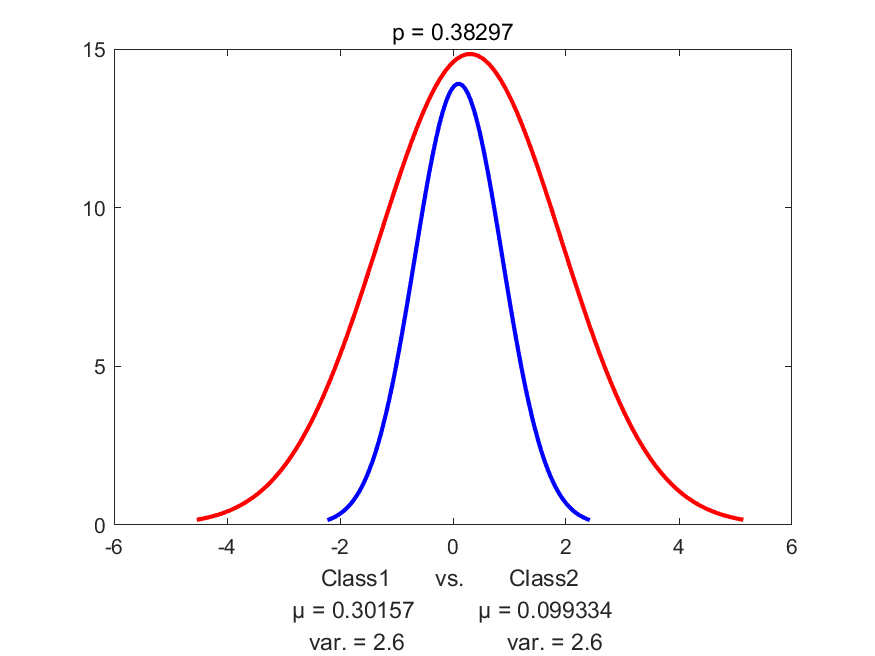 p = 0.38297
15
10
5
0
-6 -4 -2 0 2 4 6
Class1 vs. Class2
μ = 0.30157 μ = 0.099334
var. = 2.6 var. = 2.6